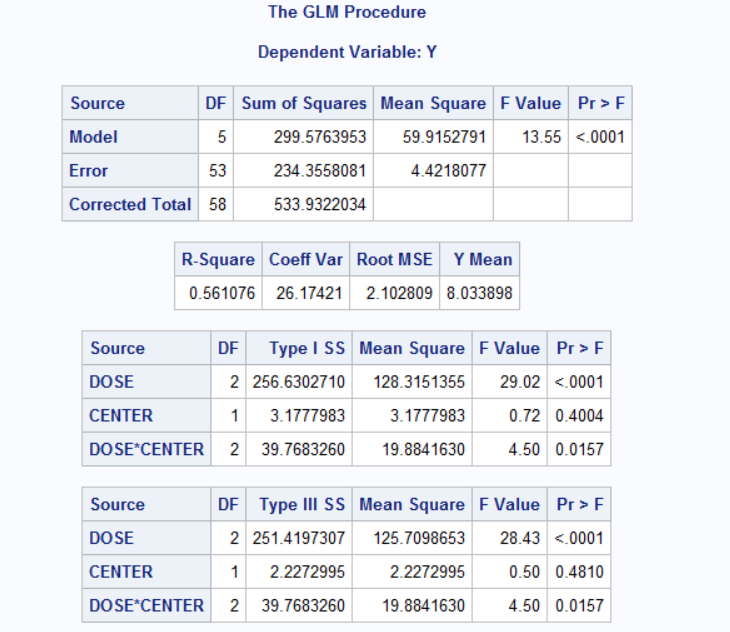 The GLM Procedure
Dependent Variable: Y
Source DF Sum of Squares Mean Square F Value Pr > F
Model 5 299.5763953 59.9152791 13.55 <.0001
Error 53 234.3558081 4.4218077
Corrected Total 58 533.9322034
R-Square Coeff Var Root MSE Y Mean
0.561076 26.17421 2.102809 8.033898
Source DF Type I SS Mean Square F Value Pr > F
DOSE 2 256.6302710 128.3151355 29.02 <.0001
CENTER 1 3.1777983 3.1777983 0.72 0.4004
DOSE*CENTER 2 39.7683260 19.8841630 4.50 0.0157
Source DF Type III SS Mean Square F Value Pr > F
DOSE 2 251.4197307 125.7098653 28.43 <.0001
CENTER 1 2.2272995 2.2272995 0.50 0.4810
DOSE*CENTER 2 39.7683260 19.8841630 4.50 0.0157